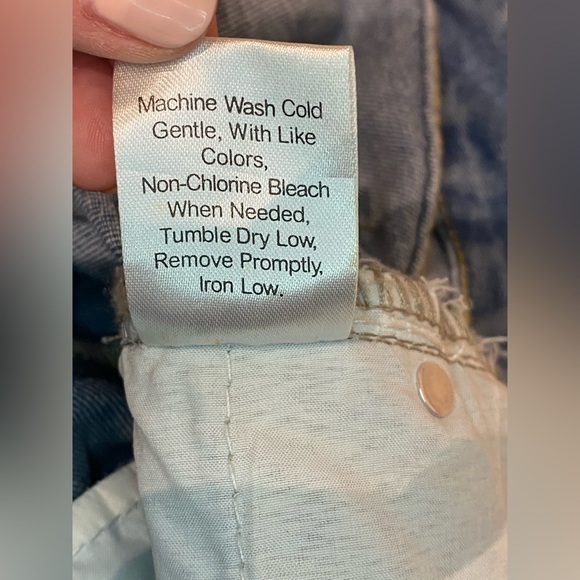 Machine Wash Cold
Gentle, With Like
Colors,
Non-Chlorine Bleach
When Needed,
Tumble Dry Low,
Remove Promptly,
Iron Low.